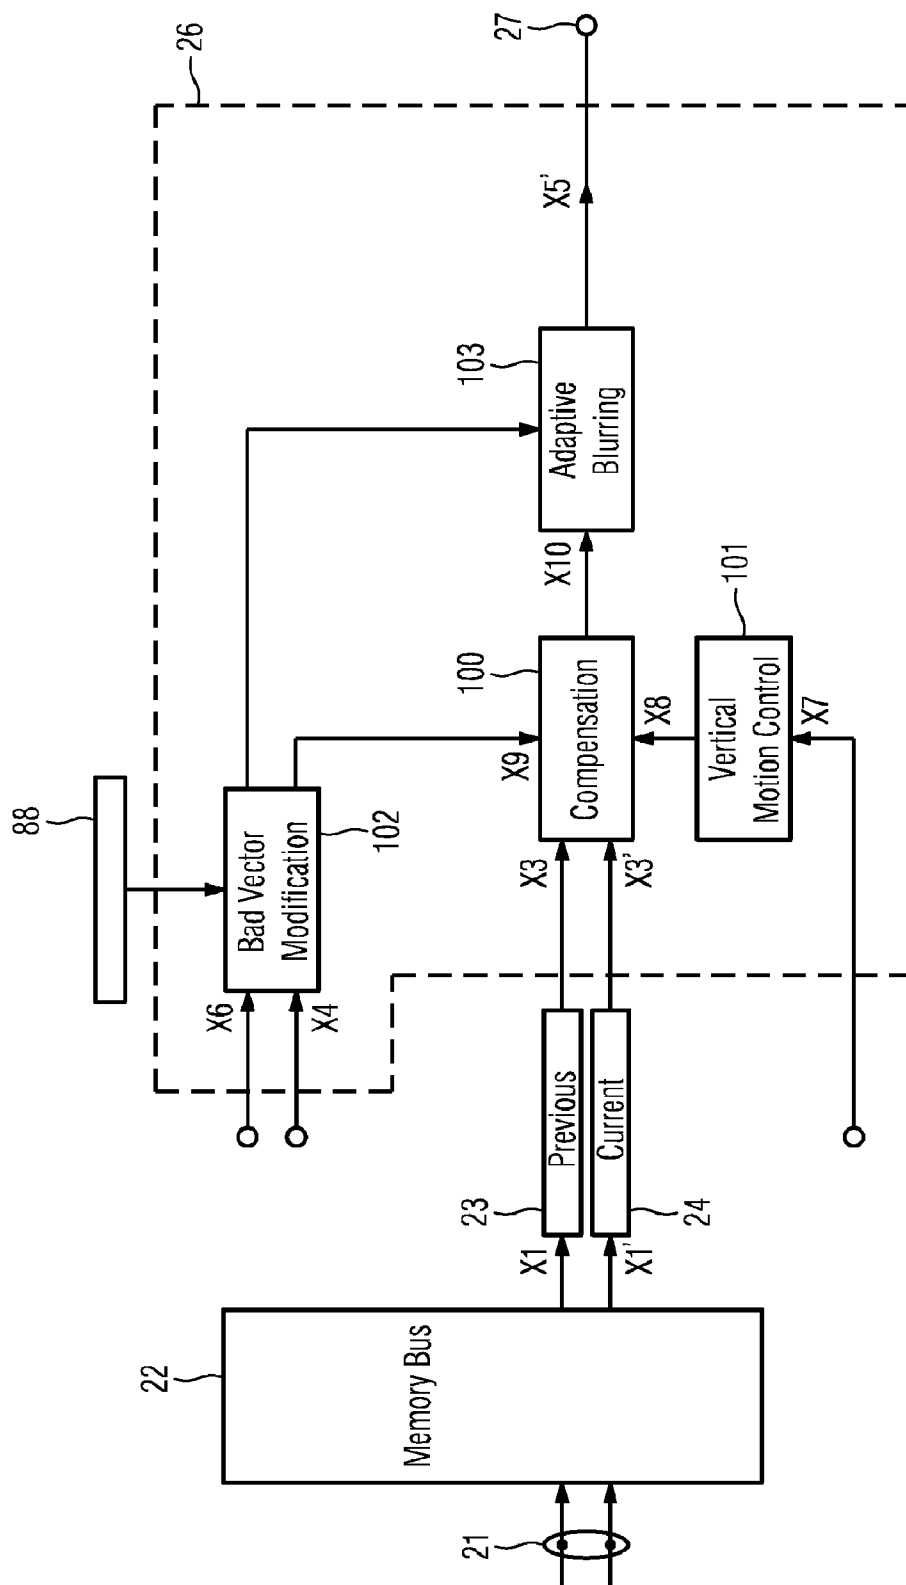 26
27
88
X5'
103
Adaptive
Blurring
Bad Vector
Modification
102
X6
X4
X10
100
Compensation
X9
X8
101
Vertical
Motion Control
X7
X3
X3'
23
Previous
Current
24
X1
X1'
22
Memory Bus
21